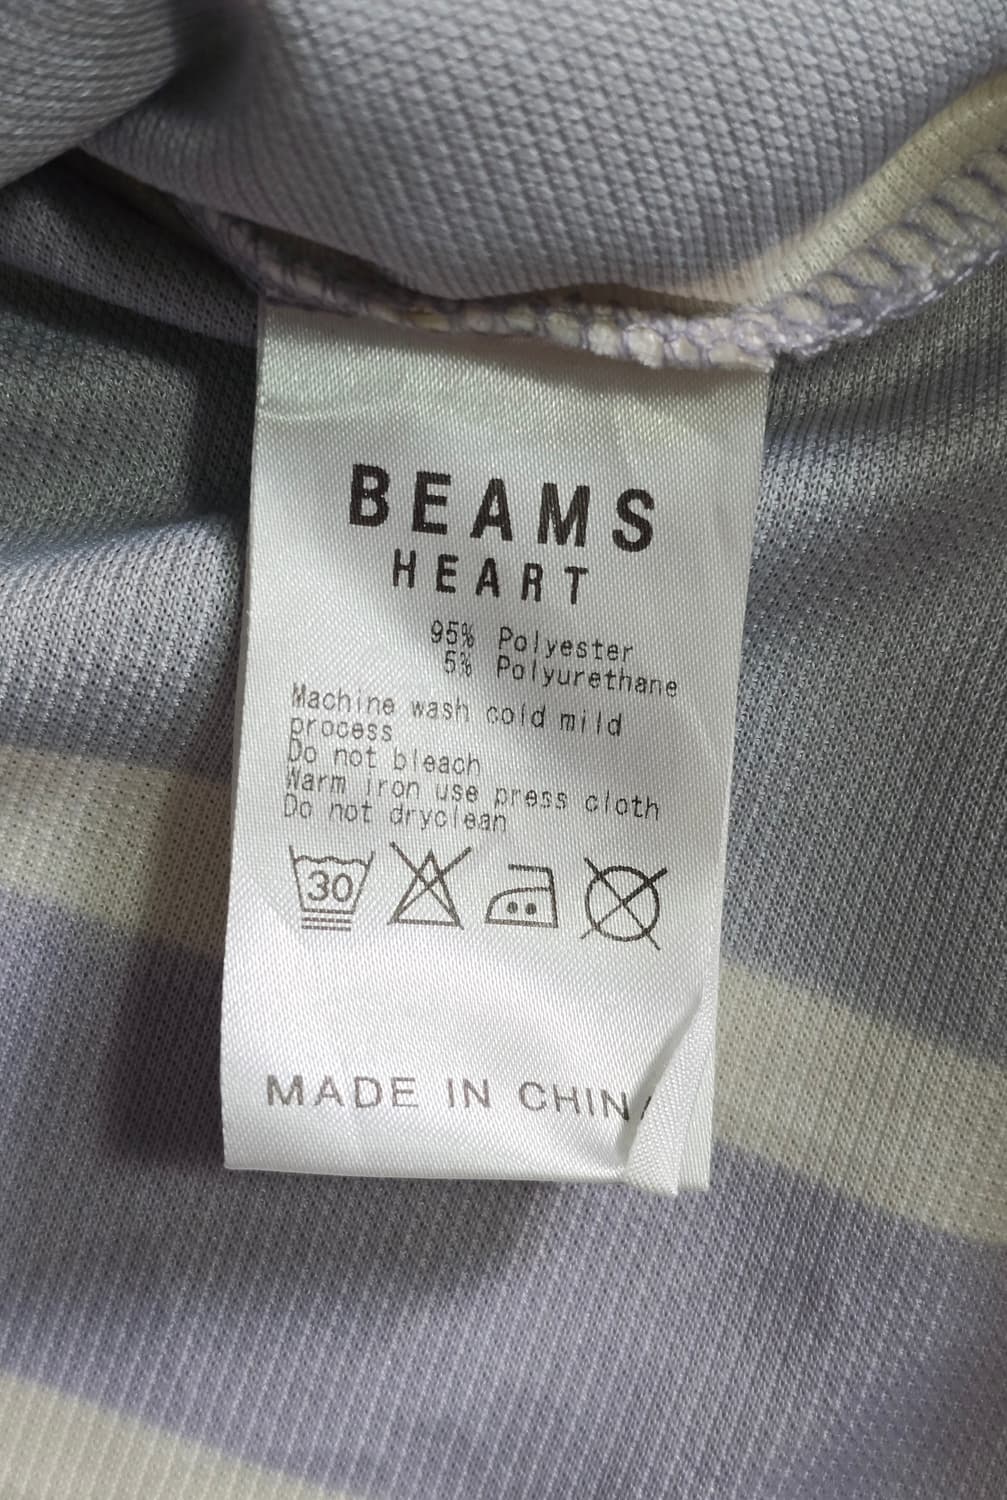 BEAMS
HEART
95% Polyester
5% Polyurethane
Machine wash cold mild
process
Do not bleach
Warm iron use press cloth
Do not dryclean
30
MADE IN CHINA